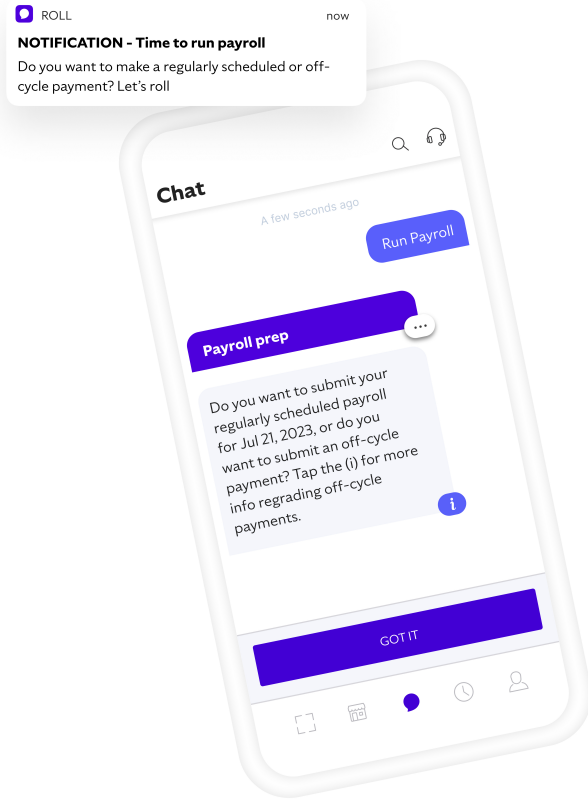 ROLL now
NOTIFICATION - Time to run payroll
Do you want to make a regularly scheduled or off-
cycle payment? Let's roll
Chat
A few seconds ago
Run Payroll
Payroll prep
Do you want to submit your
regularly scheduled payroll
for Jul 21, 2023, or do you
want to submit an off-cycle
payment? Tap the (i) for more
info regrading off-cycle
payments.
i
GOT IT